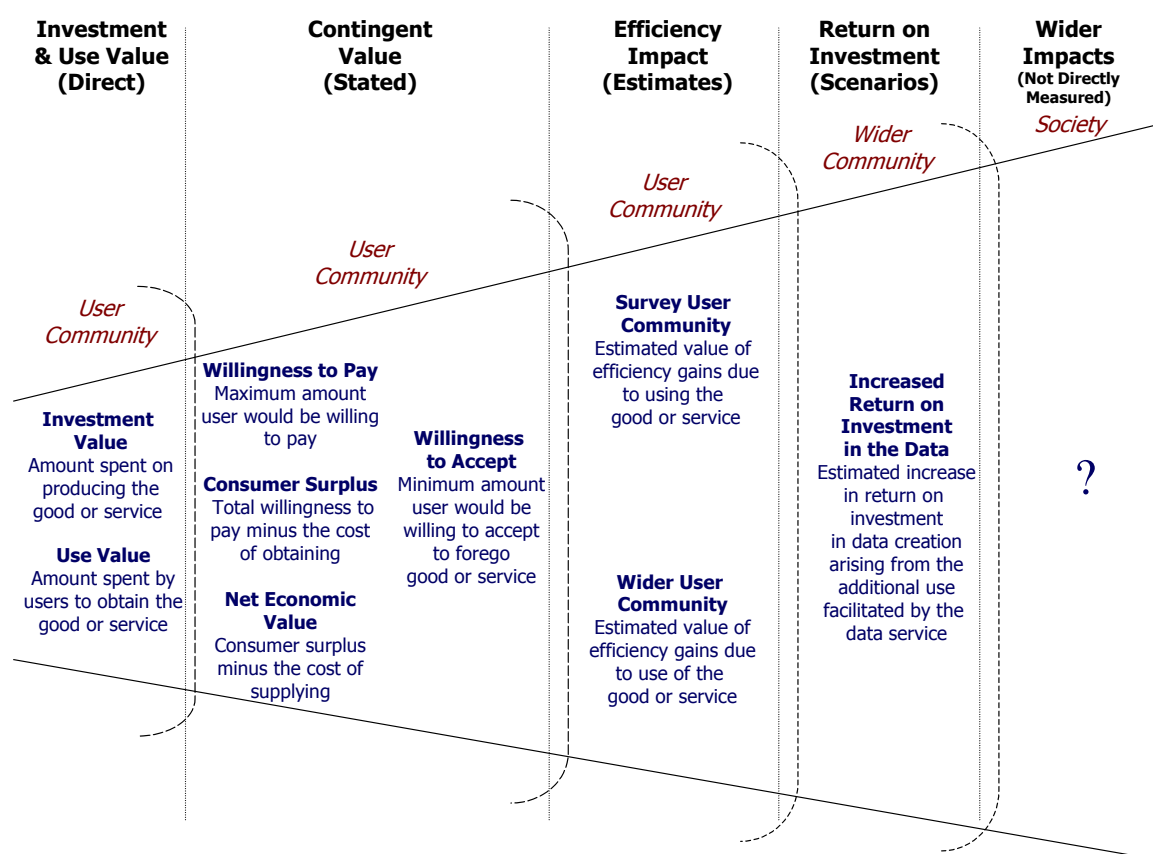 Investment
& Use Value
(Direct)
Contingent
Value
(Stated)
Efficiency
Impact
(Estimates)
Return on
Investment
(Scenarios)
Wider
Impacts
(Not Directly
Measured)
User
Community
User
Community
User
Community
Wider
Community
Society
Investment
Value
Amount spent on
producing the
good or service
Use Value
Amount spent by
users to obtain the
good or service
Willingness to Pay
Maximum amount
user would be willing
to pay
Consumer Surplus
Total willingness to
pay minus the cost
of obtaining
Net Economic
Value
Consumer surplus
minus the cost of
supplying
Willingness
to Accept
Minimum amount
user would be
willing to accept
to forego
good or service
Survey User
Community
Estimated value of
efficiency gains due
to using the
good or service
Wider User
Community
Estimated value of
efficiency gains due
to use of the
good or service
Increased
Return on
Investment
in the Data
Estimated increase
in return on
investment
in data creation
arising from the
additional use
facilitated by the
data service
?